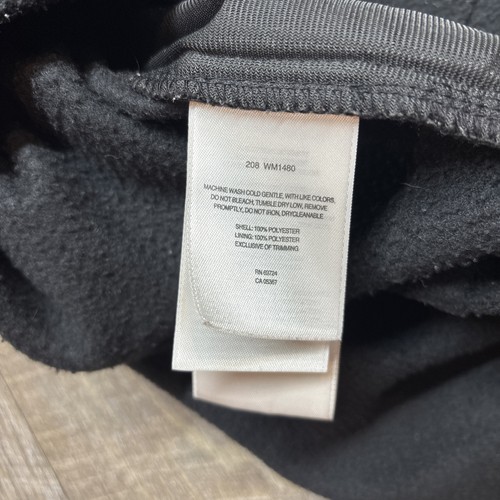 208 WM1480
MACHINE WASH COLD GENTLE, WITH LIKE COLORS.
DO NOT BLEACH, TUMBLE DRY LOW, REMOVE
PROMPTLY, DO NOT IRON, DRYCLEANABLE
SHELL: 100% POLYESTER
LINING: 100% POLYESTER
EXCLUSIVE OF TRIMMING
RN 69724
CA 05367